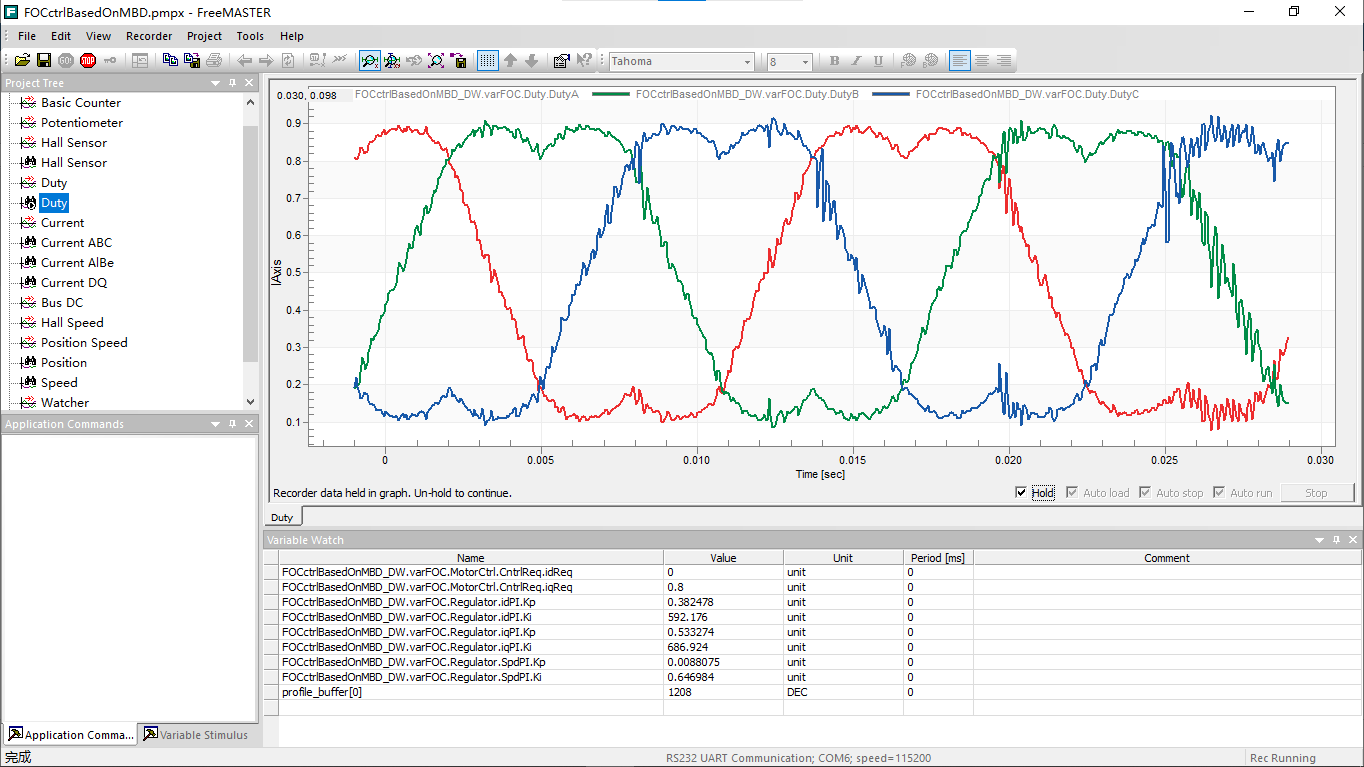 FOCctrlBasedOnMBD.pmpx - FreeMASTER
File Edit View Recorder Project Tools Help
GO! STOP Tahoma 8 B I U
Project Tree
Basic Counter
Potentiometer
Hall Sensor
Hall Sensor
Duty
Duty
Current
Current ABC
Current AlBe
Current DQ
Bus DC
Hall Speed
Position Speed
Position
Speed
Watcher
Application Commands
Application Comma... Variable Stimulus
0.030, 0.098 FOCctrlBasedOnMBD_DW.varFOC.Duty.DutyA FOCctrlBasedOnMBD_DW.varFOC.Duty.DutyB FOCctrlBasedOnMBD_DW.varFOC.Duty.DutyC
0.9
0.8
0.7
0.6
0.5
0.4
0.3
0.2
0.1
lAxis
0 0.005 0.010 0.015 0.020 0.025 0.030
Time [sec]
Recorder data held in graph. Un-hold to continue. Hold Auto load Auto stop Auto run Stop
Duty
Variable Watch
Name Value Unit Period [ms] Comment
FOCctrlBasedOnMBD_DW.varFOC.MotorCtrl.CntrlReq.idReq 0 unit 0
FOCctrlBasedOnMBD_DW.varFOC.MotorCtrl.CntrlReq.iqReq 0.8 unit 0
FOCctrlBasedOnMBD_DW.varFOC.Regulator.idPI.Kp 0.382478 unit 0
FOCctrlBasedOnMBD_DW.varFOC.Regulator.idPI.Ki 592.176 unit 0
FOCctrlBasedOnMBD_DW.varFOC.Regulator.iqPI.Kp 0.533274 unit 0
FOCctrlBasedOnMBD_DW.varFOC.Regulator.iqPI.Ki 686.924 unit 0
FOCctrlBasedOnMBD_DW.varFOC.Regulator.SpdPI.Kp 0.0088075 unit 0
FOCctrlBasedOnMBD_DW.varFOC.Regulator.SpdPI.Ki 0.646984 unit 0
profile_buffer[0] 1208 DEC 0
完成 RS232 UART Communication; COM6; speed=115200 Rec Running